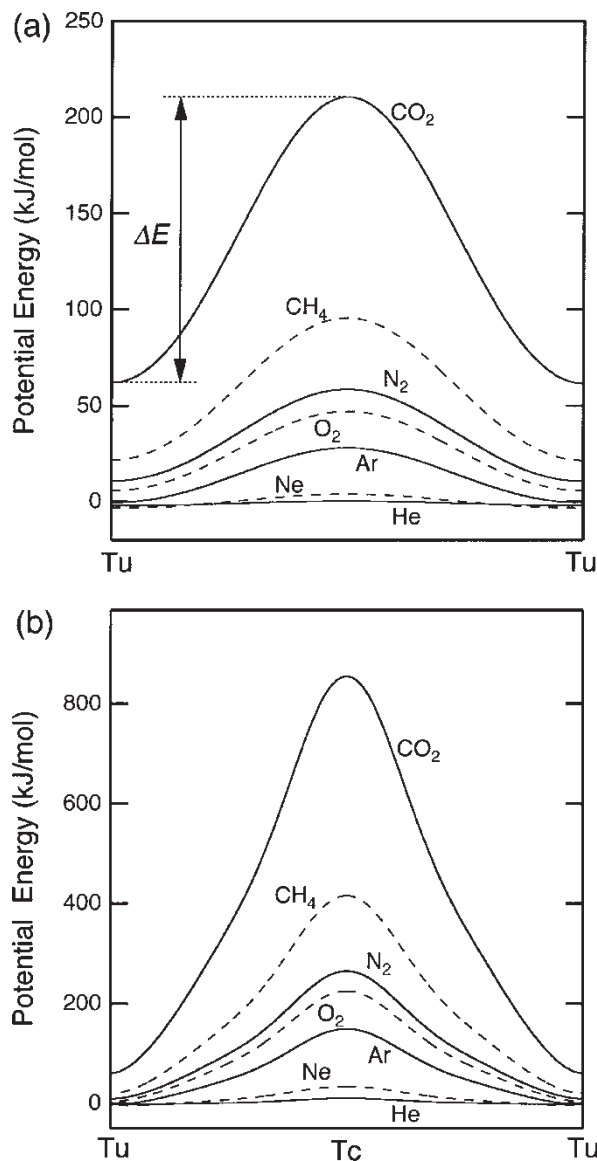 (a)
250
200
150
100
50
0
Potential Energy (kJ/mol)
ΔE
CO₂
CH₄
N₂
O₂
Ar
Ne
He
Tu
Tu
(b)
800
600
400
200
0
Potential Energy (kJ/mol)
CO₂
CH₄
N₂
O₂
Ar
Ne
He
Tu
Tc
Tu